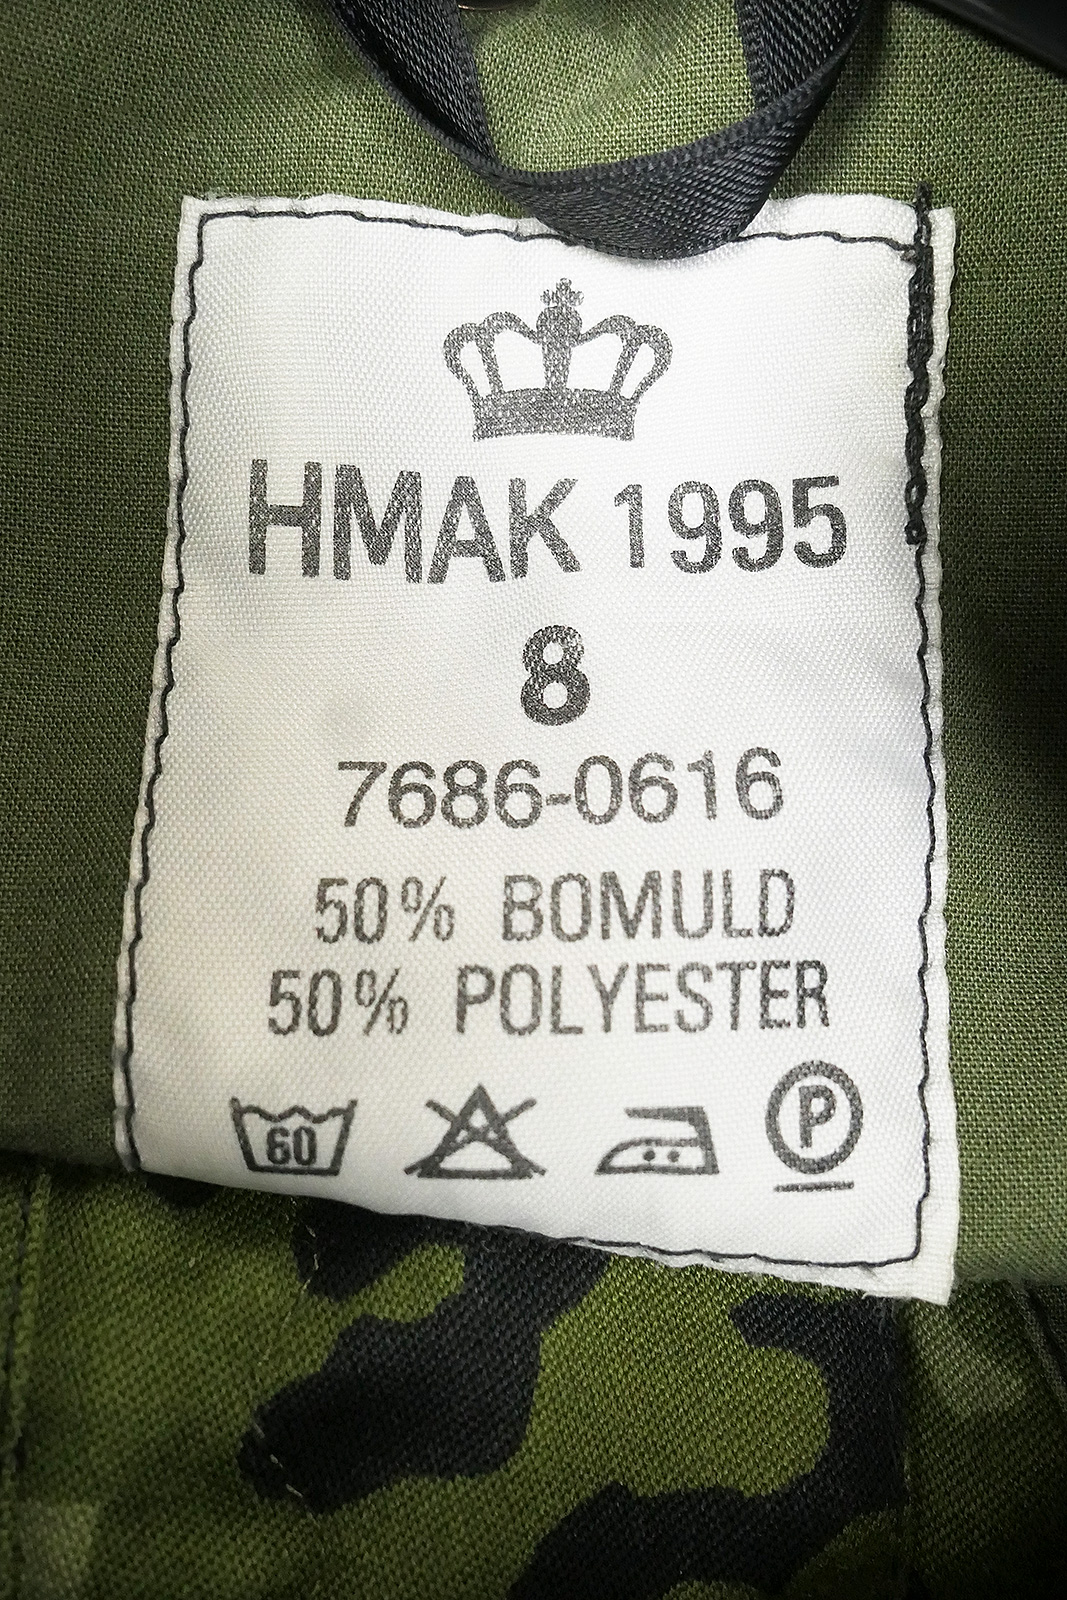 HMAK 1995
8
7686-0616
50% BOMULD
50% POLYESTER
60 P